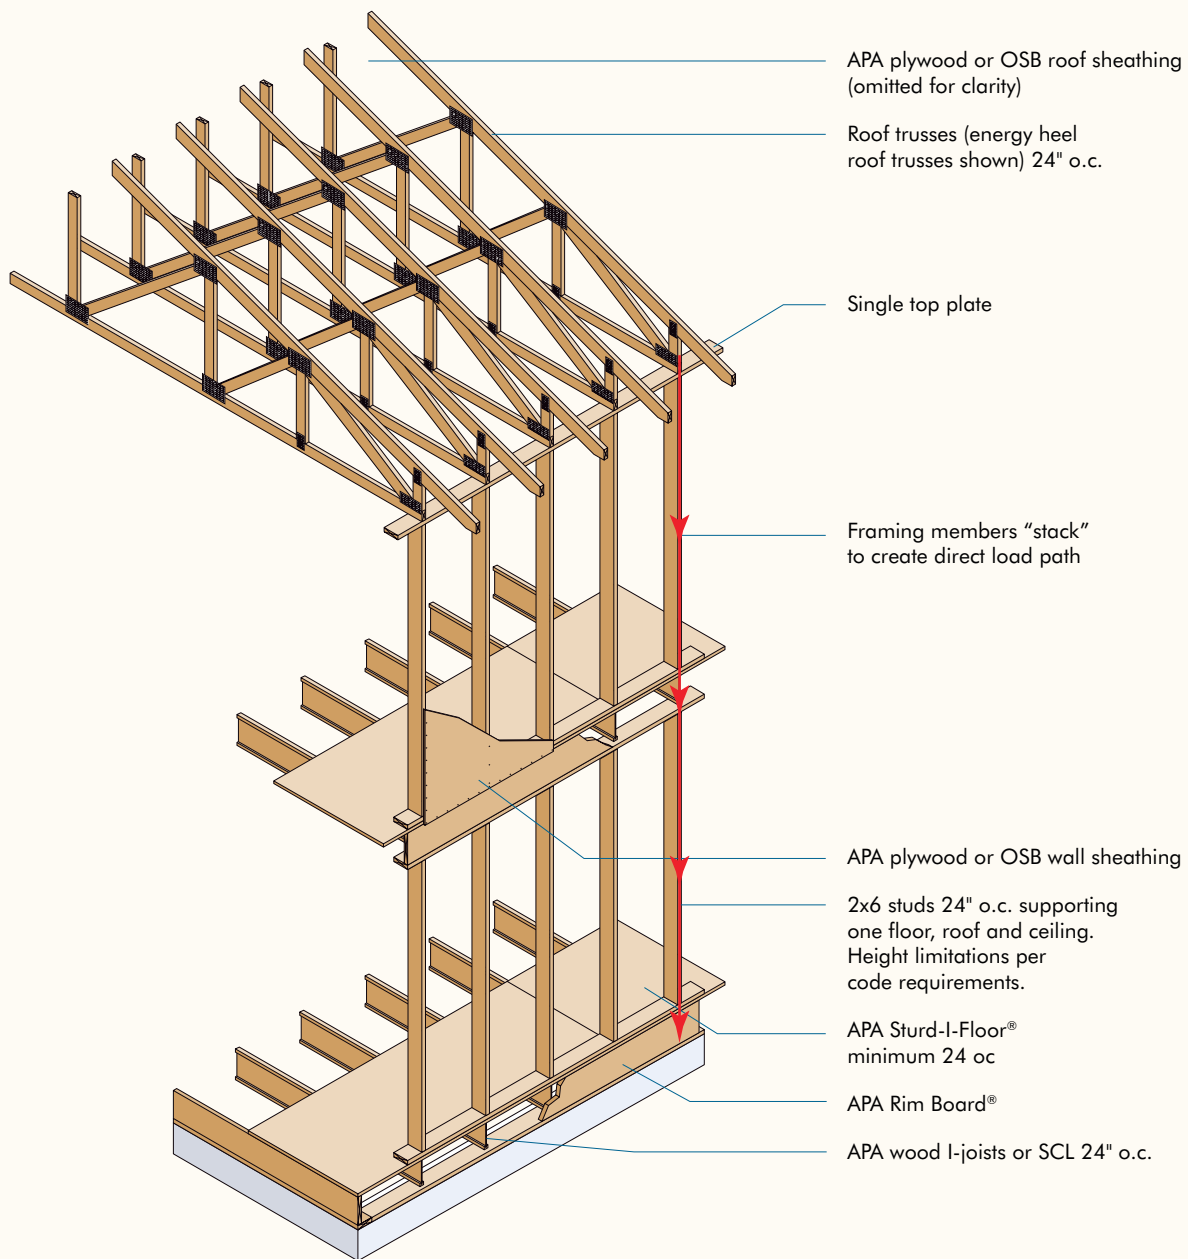 APA plywood or OSB roof sheathing
(omitted for clarity)
Roof trusses (energy heel
roof trusses shown) 24" o.c.
Single top plate
Framing members “stack”
to create direct load path
APA plywood or OSB wall sheathing
2x6 studs 24" o.c. supporting
one floor, roof and ceiling.
Height limitations per
code requirements.
APA Sturd-I-Floor®
minimum 24 oc
APA Rim Board®
APA wood I-joists or SCL 24" o.c.